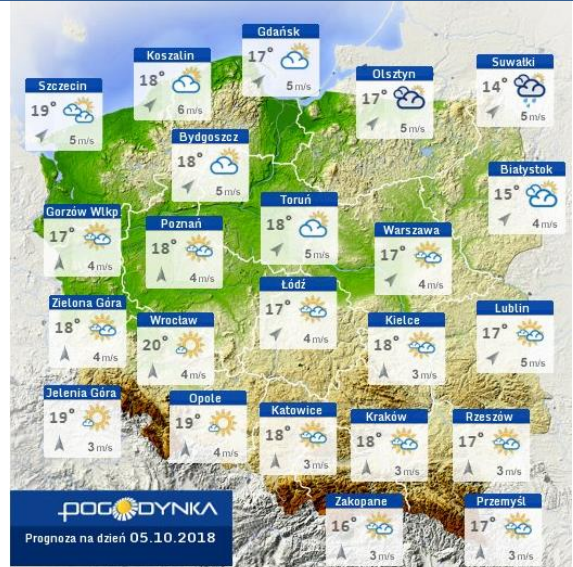 Gdańsk
17° 5 m/s
Koszalin
18° 6 m/s
Szczecin
19° 5 m/s
Olsztyn
17° 5 m/s
Suwałki
14° 5 m/s
Bydgoszcz
18° 5 m/s
Białystok
15° 4 m/s
Gorzów Wlkp
17° 4 m/s
Poznań
18° 4 m/s
Toruń
18° 5 m/s
Warszawa
17° 4 m/s
Łódź
17° 4 m/s
Zielona Góra
18° 4 m/s
Wrocław
20° 4 m/s
Kielce
18° 3 m/s
Lublin
17° 5 m/s
Jelenia Góra
19° 3 m/s
Opole
19° 4 m/s
Katowice
18° 3 m/s
Kraków
18° 3 m/s
Rzeszów
17° 3 m/s
Zakopane
16° 3 m/s
Przemyśl
17° 3 m/s
POGODYNKA
Prognoza na dzień 05.10.2018